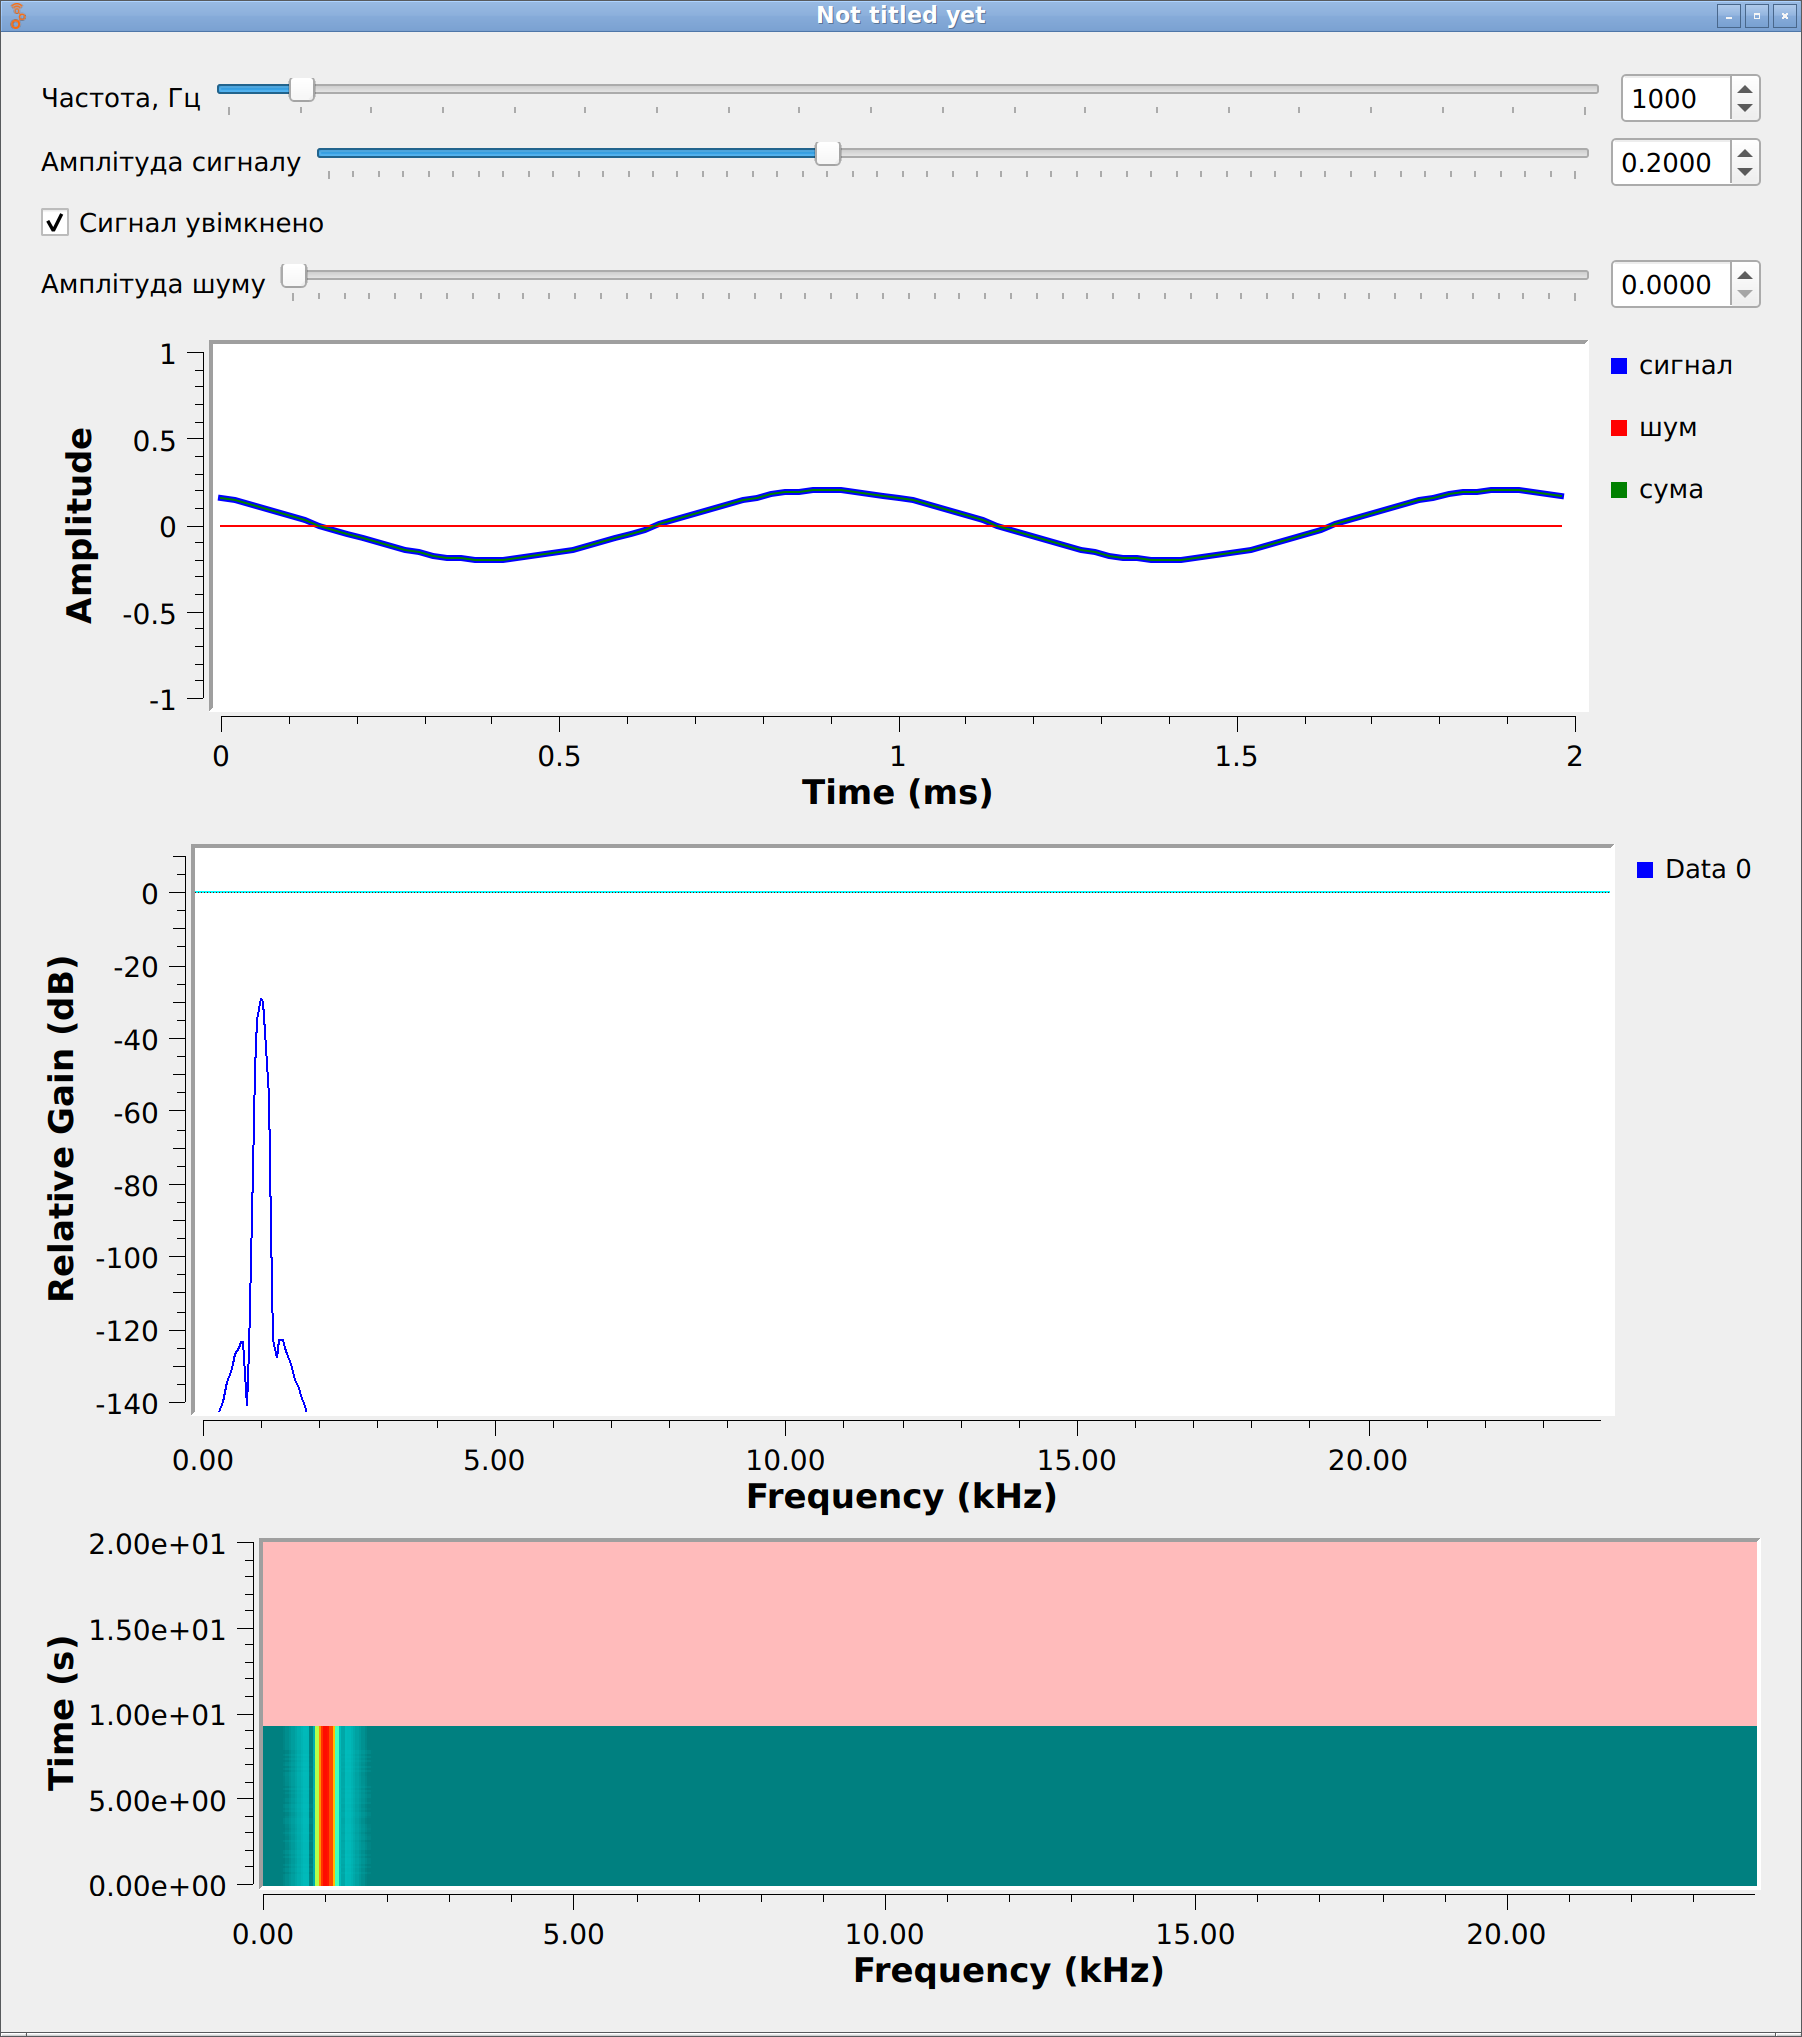 Not titled yet
Частота, Гц
1000
Амплітуда сигналу
0.2000
Сигнал увімкнено
Амплітуда шуму
0.0000
1
0.5
0
-0.5
-1
Amplitude
сигнал
шум
сума
0 0.5 1 1.5 2
Time (ms)
0
-20
-40
-60
-80
-100
-120
-140
Relative Gain (dB)
Data 0
0.00 5.00 10.00 15.00 20.00
Frequency (kHz)
2.00e+01
1.50e+01
1.00e+01
5.00e+00
0.00e+00
Time (s)
0.00 5.00 10.00 15.00 20.00
Frequency (kHz)